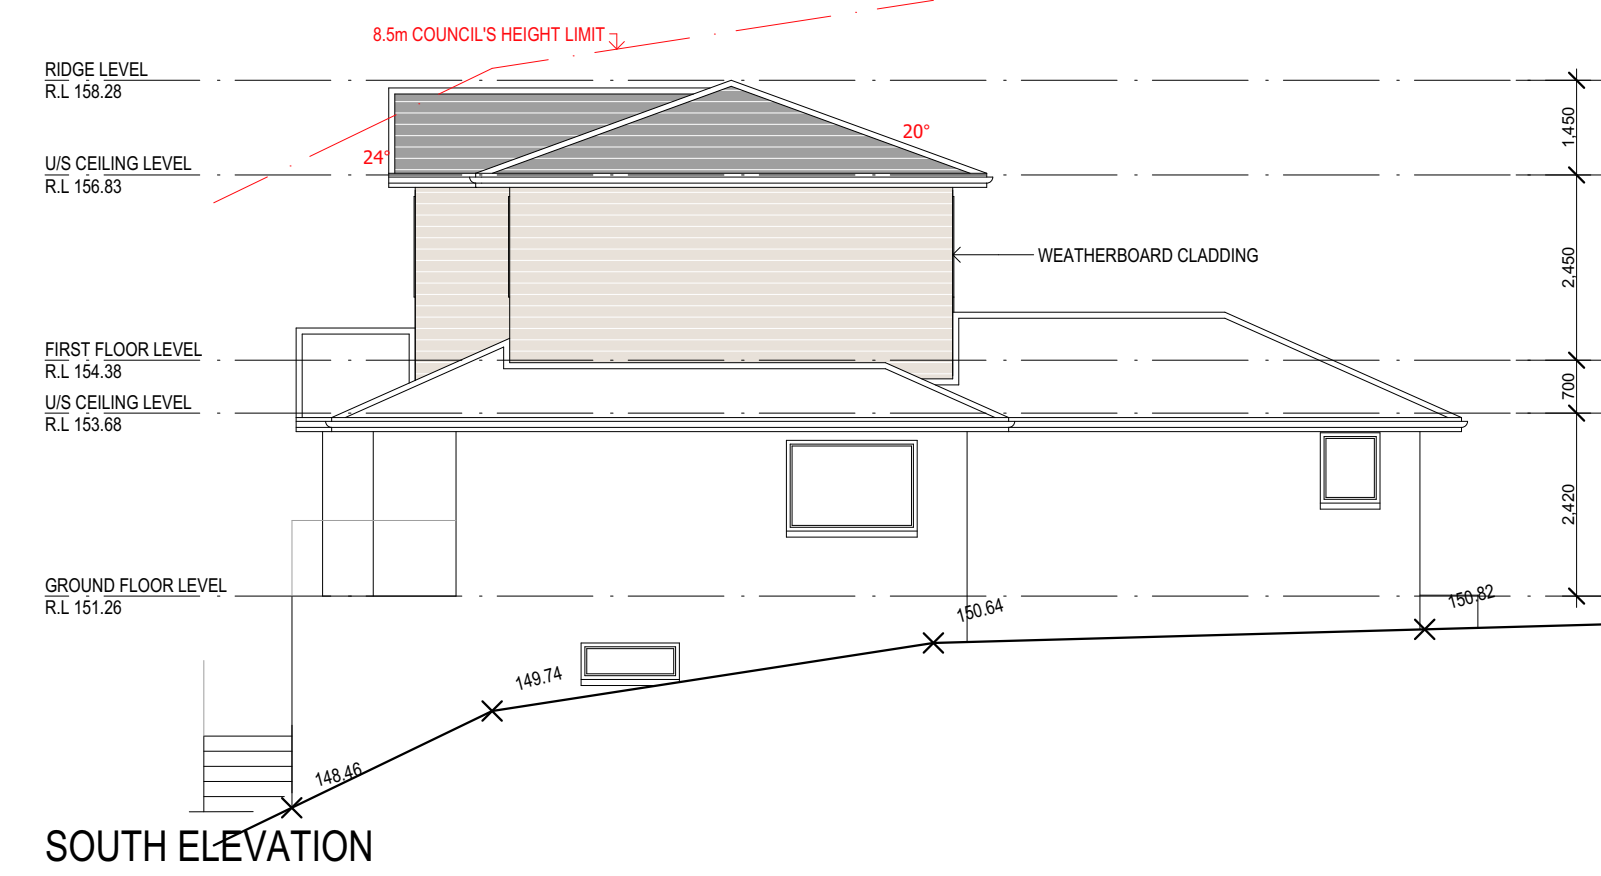 8.5m COUNCIL'S HEIGHT LIMIT
RIDGE LEVEL
R.L 158.28
1,450
20°
24°
U/S CEILING LEVEL
R.L 156.83
WEATHERBOARD CLADDING
2,450
FIRST FLOOR LEVEL
R.L 154.38
700
U/S CEILING LEVEL
R.L 153.68
2,420
GROUND FLOOR LEVEL
R.L 151.26
150.82
150.64
149.74
148.46
SOUTH ELEVATION